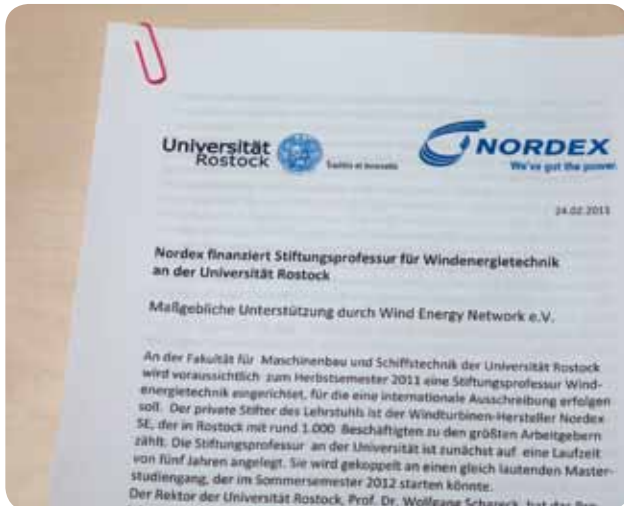 Universität
Rostock
Traditio et Innovatio
NORDEX
We've got the power.
24.02.2011
Nordex finanziert Stiftungsprofessur für Windenergietechnik
an der Universität Rostock
Maßgebliche Unterstützung durch Wind Energy Network e.V.
An der Fakultät für Maschinenbau und Schiffstechnik der Universität Rostock
wird voraussichtlich zum Herbstsemester 2011 eine Stiftungsprofessur Wind-
energietechnik eingerichtet, für die eine internationale Ausschreibung erfolgen
soll. Der private Stifter des Lehrstuhls ist der Windturbinen-Hersteller Nordex
SE, der in Rostock mit rund 1.000 Beschäftigten zu den größten Arbeitgebern
zählt. Die Stiftungsprofessur an der Universität ist zunächst auf eine Laufzeit
von fünf Jahren angelegt. Sie wird gekoppelt an einen gleich lautenden Master-
studiengang, der im Sommersemester 2012 starten könnte.
Der Rektor der Universität Rostock, Prof. Dr. Wolfgang Schareck, hat den